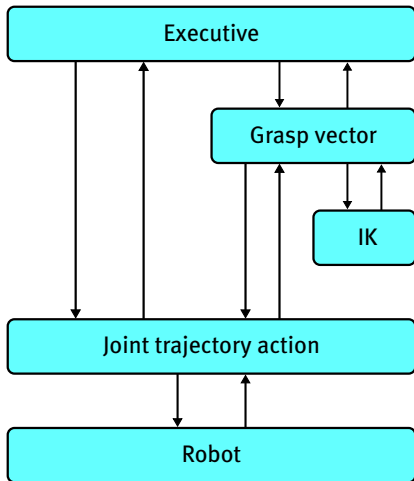 Executive
Grasp vector
IK
Joint trajectory action
Robot